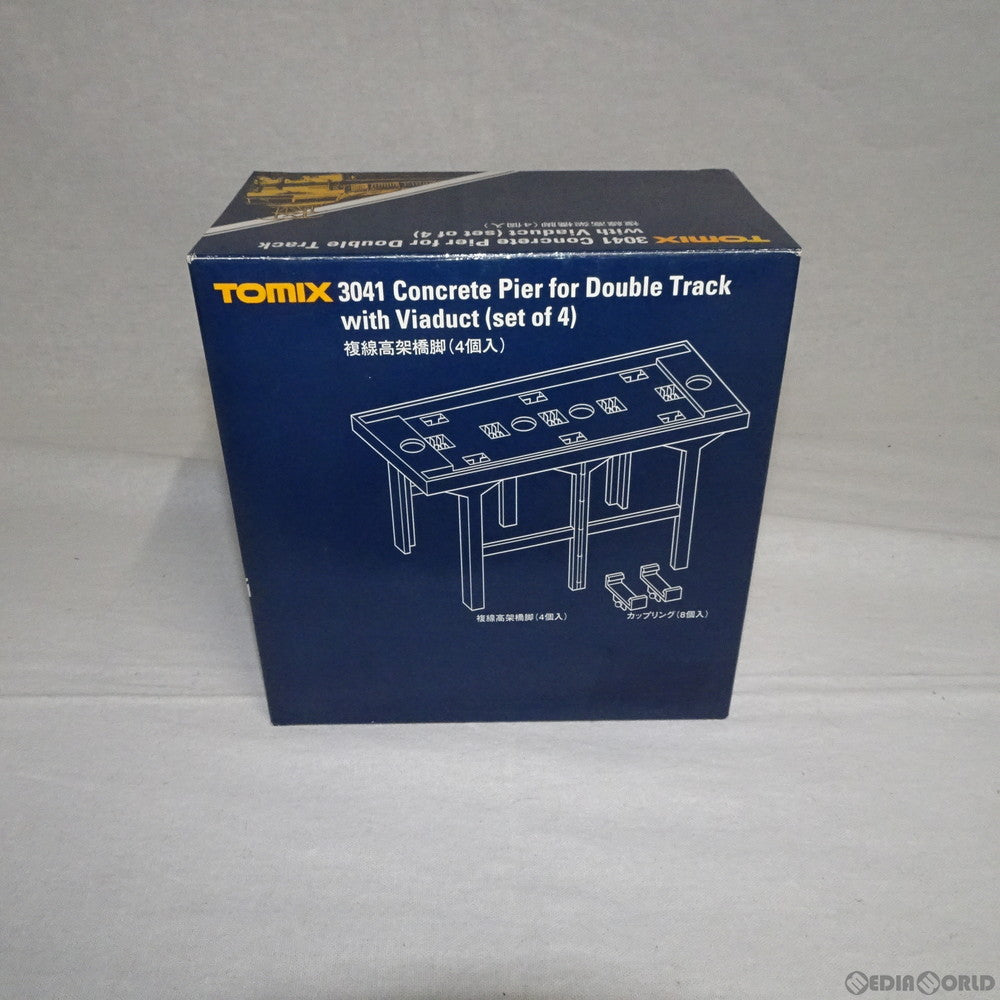 複線高架橋脚(4個入)
with Viaduct (set of 4)
TOMIX 3041 Concrete Pier for Double Track
TOMIX 3041 Concrete Pier for Double Track
with Viaduct (set of 4)
複線高架橋脚(4個入)
複線高架橋脚(4個入)
カップリング(8個入)
MEDIAWORLD